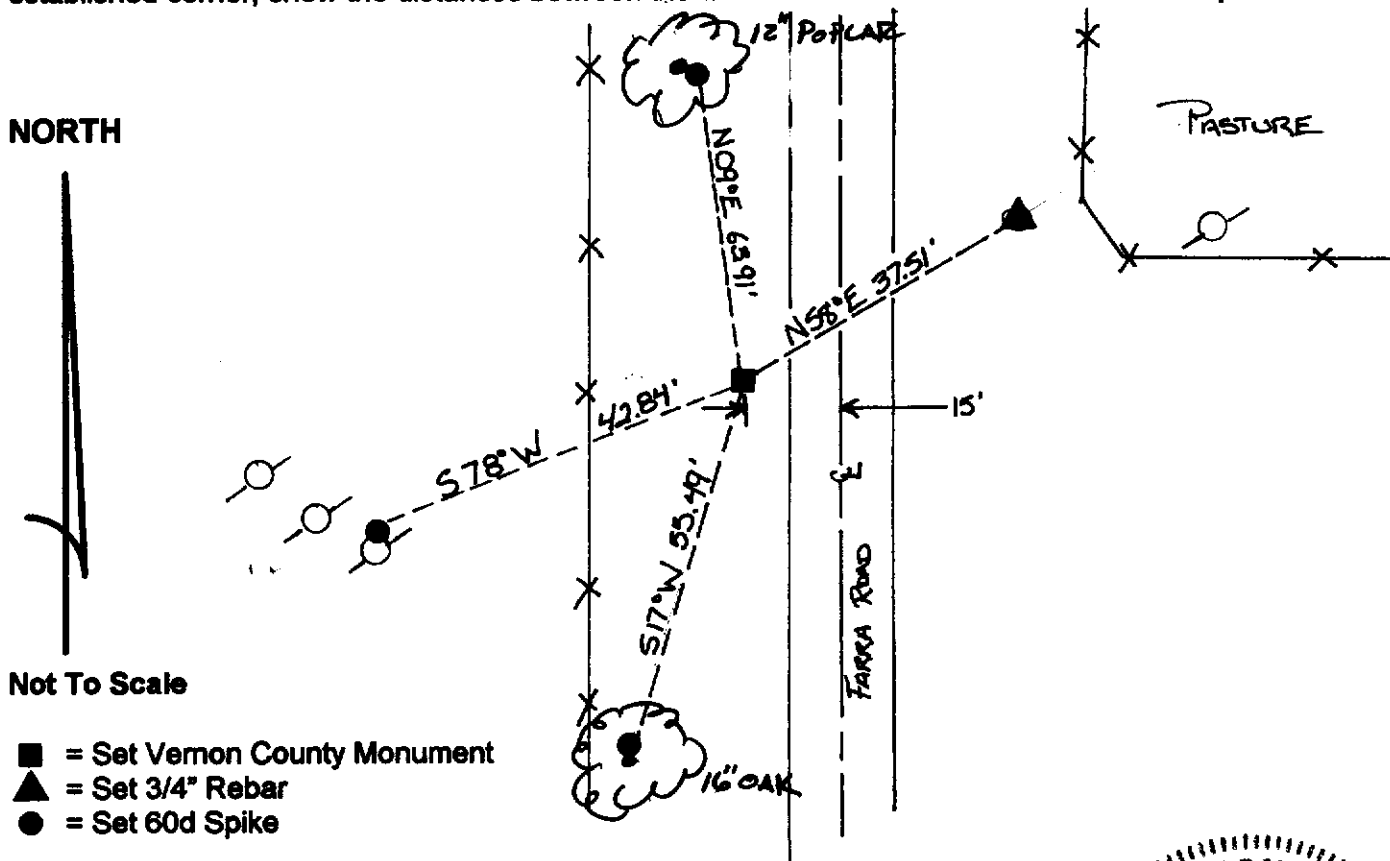 12" POPLAR
NORTH
PASTURE
N09°E 63.91'
N58°E 37.51'
S78°W 42.84'
15'
S17°W 55.49'
℄
FARRA ROAD
Not To Scale
16" OAK
■ = Set Vernon County Monument
▲ = Set 3/4" Rebar
● = Set 60d Spike